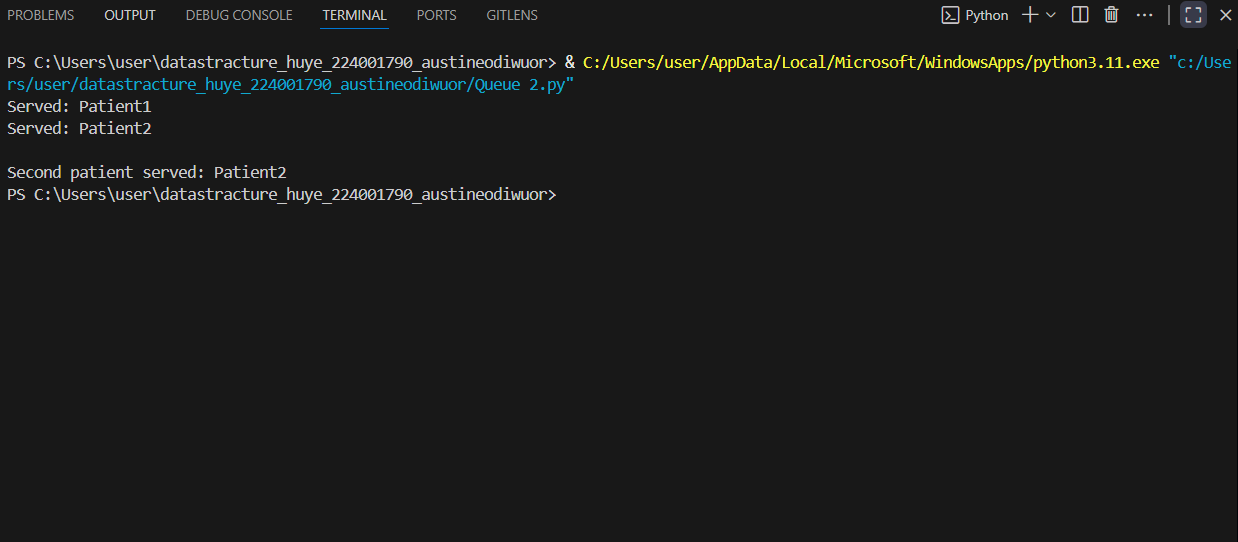 PROBLEMS OUTPUT DEBUG CONSOLE TERMINAL PORTS GITLENS Python
PS C:\Users\user\datastracture_huye_224001790_austineodiwuor> & C:/Users/user/AppData/Local/Microsoft/WindowsApps/python3.11.exe "c:/Use
rs/user/datastracture_huye_224001790_austineodiwuor/Queue 2.py"
Served: Patient1
Served: Patient2
Second patient served: Patient2
PS C:\Users\user\datastracture_huye_224001790_austineodiwuor>